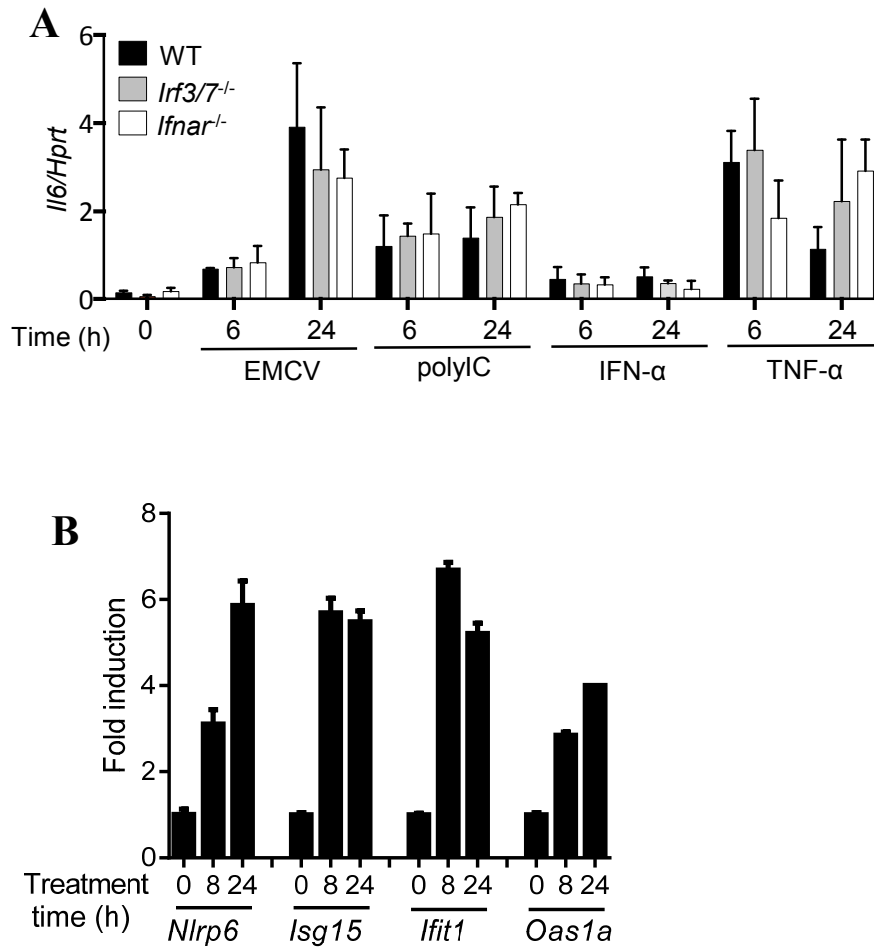 A
6
WT
Irf3/7-/-
Ifnar-/-
4
Il6/Hprt
2
0
Time (h) 0 6 24 6 24 6 24 6 24
EMCV polyIC IFN-α TNF-α
B
8
6
Fold induction
4
2
0
Treatment time (h) 0 8 24 0 8 24 0 8 24 0 8 24
Nlrp6 Isg15 Ifit1 Oas1a